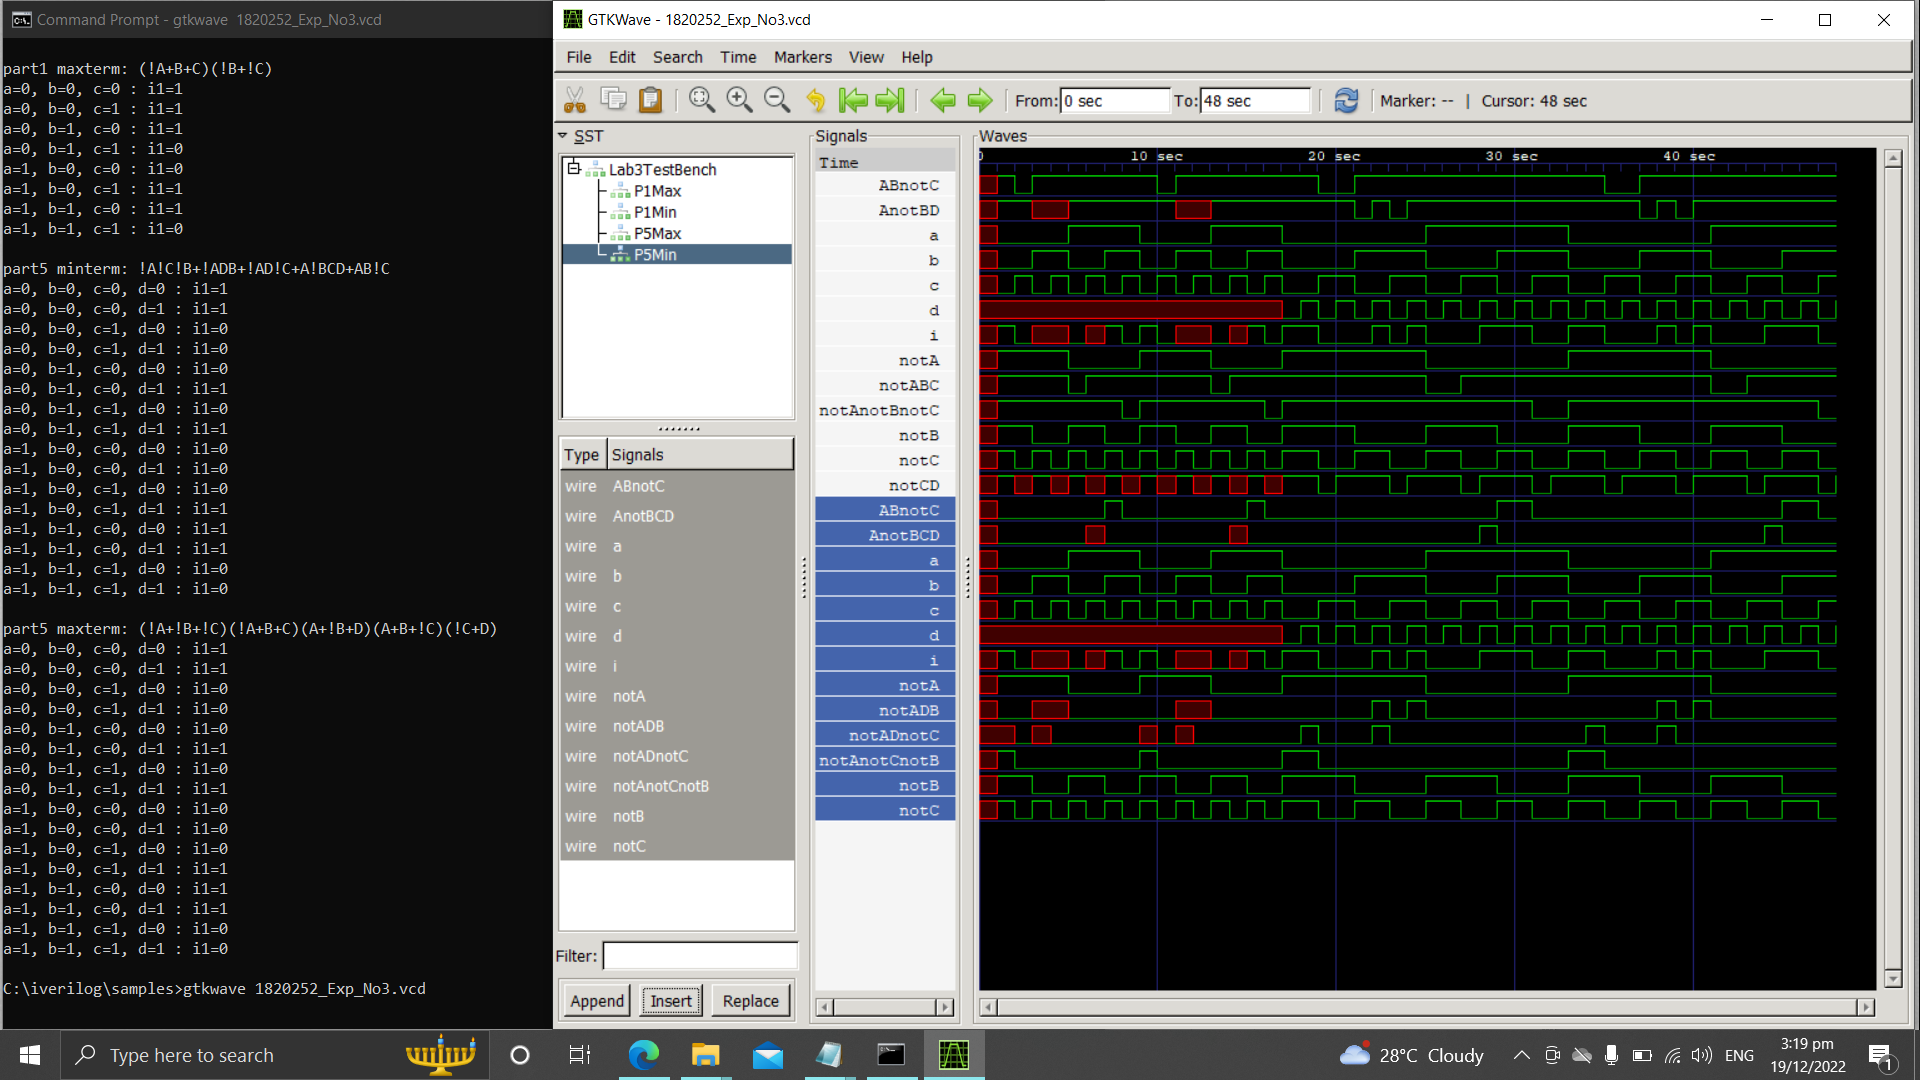 Command Prompt - gtkwave  1820252_Exp_No3.vcd
part1 maxterm: (!A+B+C)(!B+!C)
a=0, b=0, c=0 : i1=1
a=0, b=0, c=1 : i1=1
a=0, b=1, c=0 : i1=1
a=0, b=1, c=1 : i1=0
a=1, b=0, c=0 : i1=0
a=1, b=0, c=1 : i1=1
a=1, b=1, c=0 : i1=1
a=1, b=1, c=1 : i1=0
part5 minterm: !A!C!B+!ADB+!AD!C+A!BCD+AB!C
a=0, b=0, c=0, d=0 : i1=1
a=0, b=0, c=0, d=1 : i1=1
a=0, b=0, c=1, d=0 : i1=0
a=0, b=0, c=1, d=1 : i1=0
a=0, b=1, c=0, d=0 : i1=0
a=0, b=1, c=0, d=1 : i1=1
a=0, b=1, c=1, d=0 : i1=0
a=0, b=1, c=1, d=1 : i1=1
a=1, b=0, c=0, d=0 : i1=0
a=1, b=0, c=0, d=1 : i1=0
a=1, b=0, c=1, d=0 : i1=0
a=1, b=0, c=1, d=1 : i1=1
a=1, b=1, c=0, d=0 : i1=1
a=1, b=1, c=0, d=1 : i1=1
a=1, b=1, c=1, d=0 : i1=0
a=1, b=1, c=1, d=1 : i1=0
part5 maxterm: (!A+!B+!C)(!A+B+C)(A+!B+D)(A+B+!C)(!C+D)
a=0, b=0, c=0, d=0 : i1=1
a=0, b=0, c=0, d=1 : i1=1
a=0, b=0, c=1, d=0 : i1=0
a=0, b=0, c=1, d=1 : i1=0
a=0, b=1, c=0, d=0 : i1=0
a=0, b=1, c=0, d=1 : i1=1
a=0, b=1, c=1, d=0 : i1=0
a=0, b=1, c=1, d=1 : i1=1
a=1, b=0, c=0, d=0 : i1=0
a=1, b=0, c=0, d=1 : i1=0
a=1, b=0, c=1, d=0 : i1=0
a=1, b=0, c=1, d=1 : i1=1
a=1, b=1, c=0, d=0 : i1=1
a=1, b=1, c=0, d=1 : i1=1
a=1, b=1, c=1, d=0 : i1=0
a=1, b=1, c=1, d=1 : i1=0
C:\iverilog\samples>gtkwave 1820252_Exp_No3.vcd
GTKWave - 1820252_Exp_No3.vcd
File Edit Search Time Markers View Help
From: 0 sec To: 48 sec Marker: -- | Cursor: 48 sec
SST
Lab3TestBench
P1Max
P1Min
P5Max
P5Min
Type Signals
wire ABnotC
wire AnotBCD
wire a
wire b
wire c
wire d
wire i
wire notA
wire notADB
wire notADnotC
wire notAnotCnotB
wire notB
wire notC
Filter:
Append Insert Replace
Signals
Time
ABnotC
AnotBD
a
b
c
d
i
notA
notABC
notAnotBnotC
notB
notC
notCD
ABnotC
AnotBCD
a
b
c
d
i
notA
notADB
notADnotC
notAnotCnotB
notB
notC
Waves
0 10 sec 20 sec 30 sec 40 sec
Type here to search
28°C Cloudy
ENG
3:19 pm
19/12/2022
1